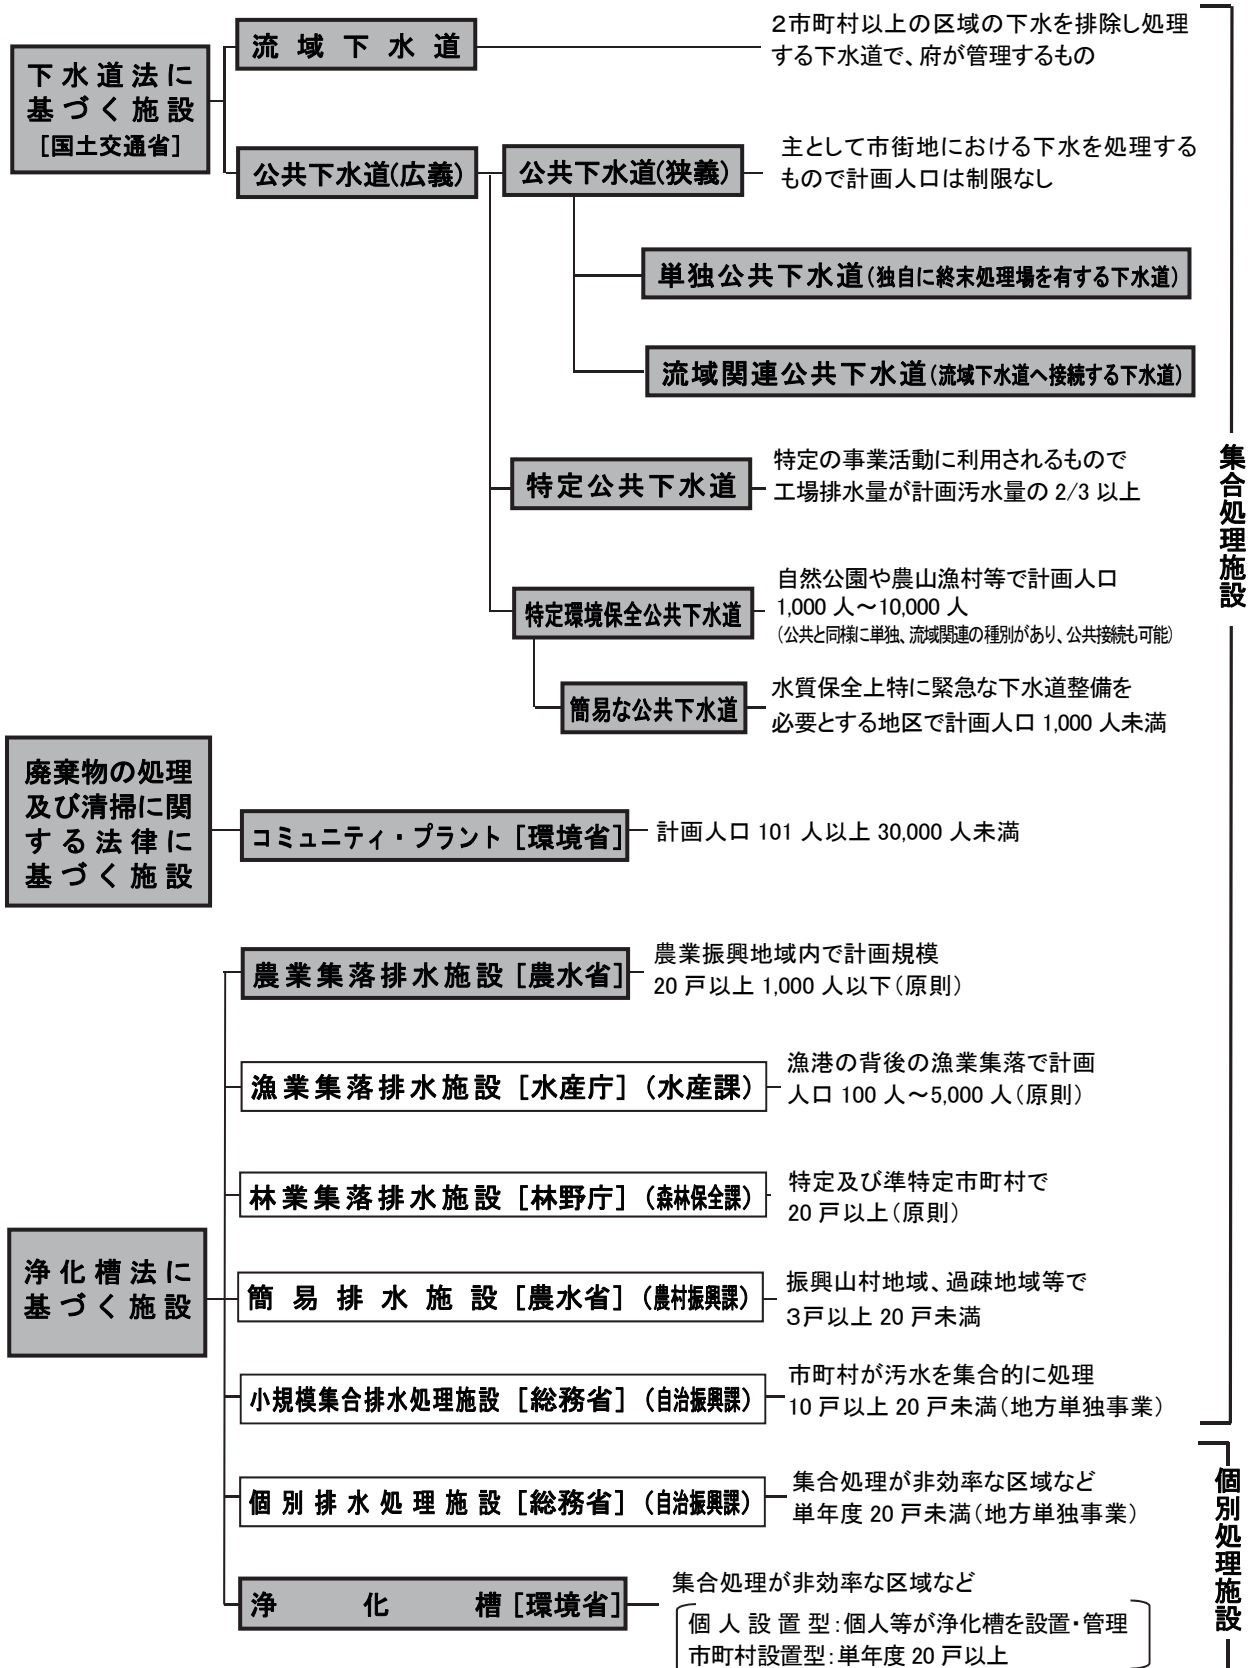 流域下水道
2市町村以上の区域の下水を排除し処理
する下水道で、府が管理するもの
下水道法に
基づく施設
[国土交通省]
公共下水道(広義)
公共下水道(狭義)
主として市街地における下水を処理する
もので計画人口は制限なし
単独公共下水道(独自に終末処理場を有する下水道)
流域関連公共下水道(流域下水道へ接続する下水道)
特定公共下水道
特定の事業活動に利用されるもので
工場排水量が計画汚水量の 2/3 以上
特定環境保全公共下水道
自然公園や農山漁村等で計画人口
1,000 人~10,000 人
(公共と同様に単独、流域関連の種別があり、公共接続も可能)
簡易な公共下水道
水質保全上特に緊急な下水道整備を
必要とする地区で計画人口 1,000 人未満
廃棄物の処理
及び清掃に関
する法律に
基づく施設
コミュニティ・プラント [環境省]
計画人口 101 人以上 30,000 人未満
農業集落排水施設 [農水省]
農業振興地域内で計画規模
20 戸以上 1,000 人以下(原則)
漁業集落排水施設 [水産庁] (水産課)
漁港の背後の漁業集落で計画
人口 100 人~5,000 人(原則)
林業集落排水施設 [林野庁] (森林保全課)
特定及び準特定市町村で
20 戸以上(原則)
浄化槽法に
基づく施設
簡易排水施設 [農水省] (農村振興課)
振興山村地域、過疎地域等で
3戸以上 20 戸未満
小規模集合排水処理施設 [総務省] (自治振興課)
市町村が汚水を集合的に処理
10 戸以上 20 戸未満(地方単独事業)
個別排水処理施設 [総務省] (自治振興課)
集合処理が非効率な区域など
単年度 20 戸未満(地方単独事業)
浄化槽 [環境省]
集合処理が非効率な区域など
個人設置型:個人等が浄化槽を設置・管理
市町村設置型:単年度 20 戸以上
集合処理施設
個別処理施設